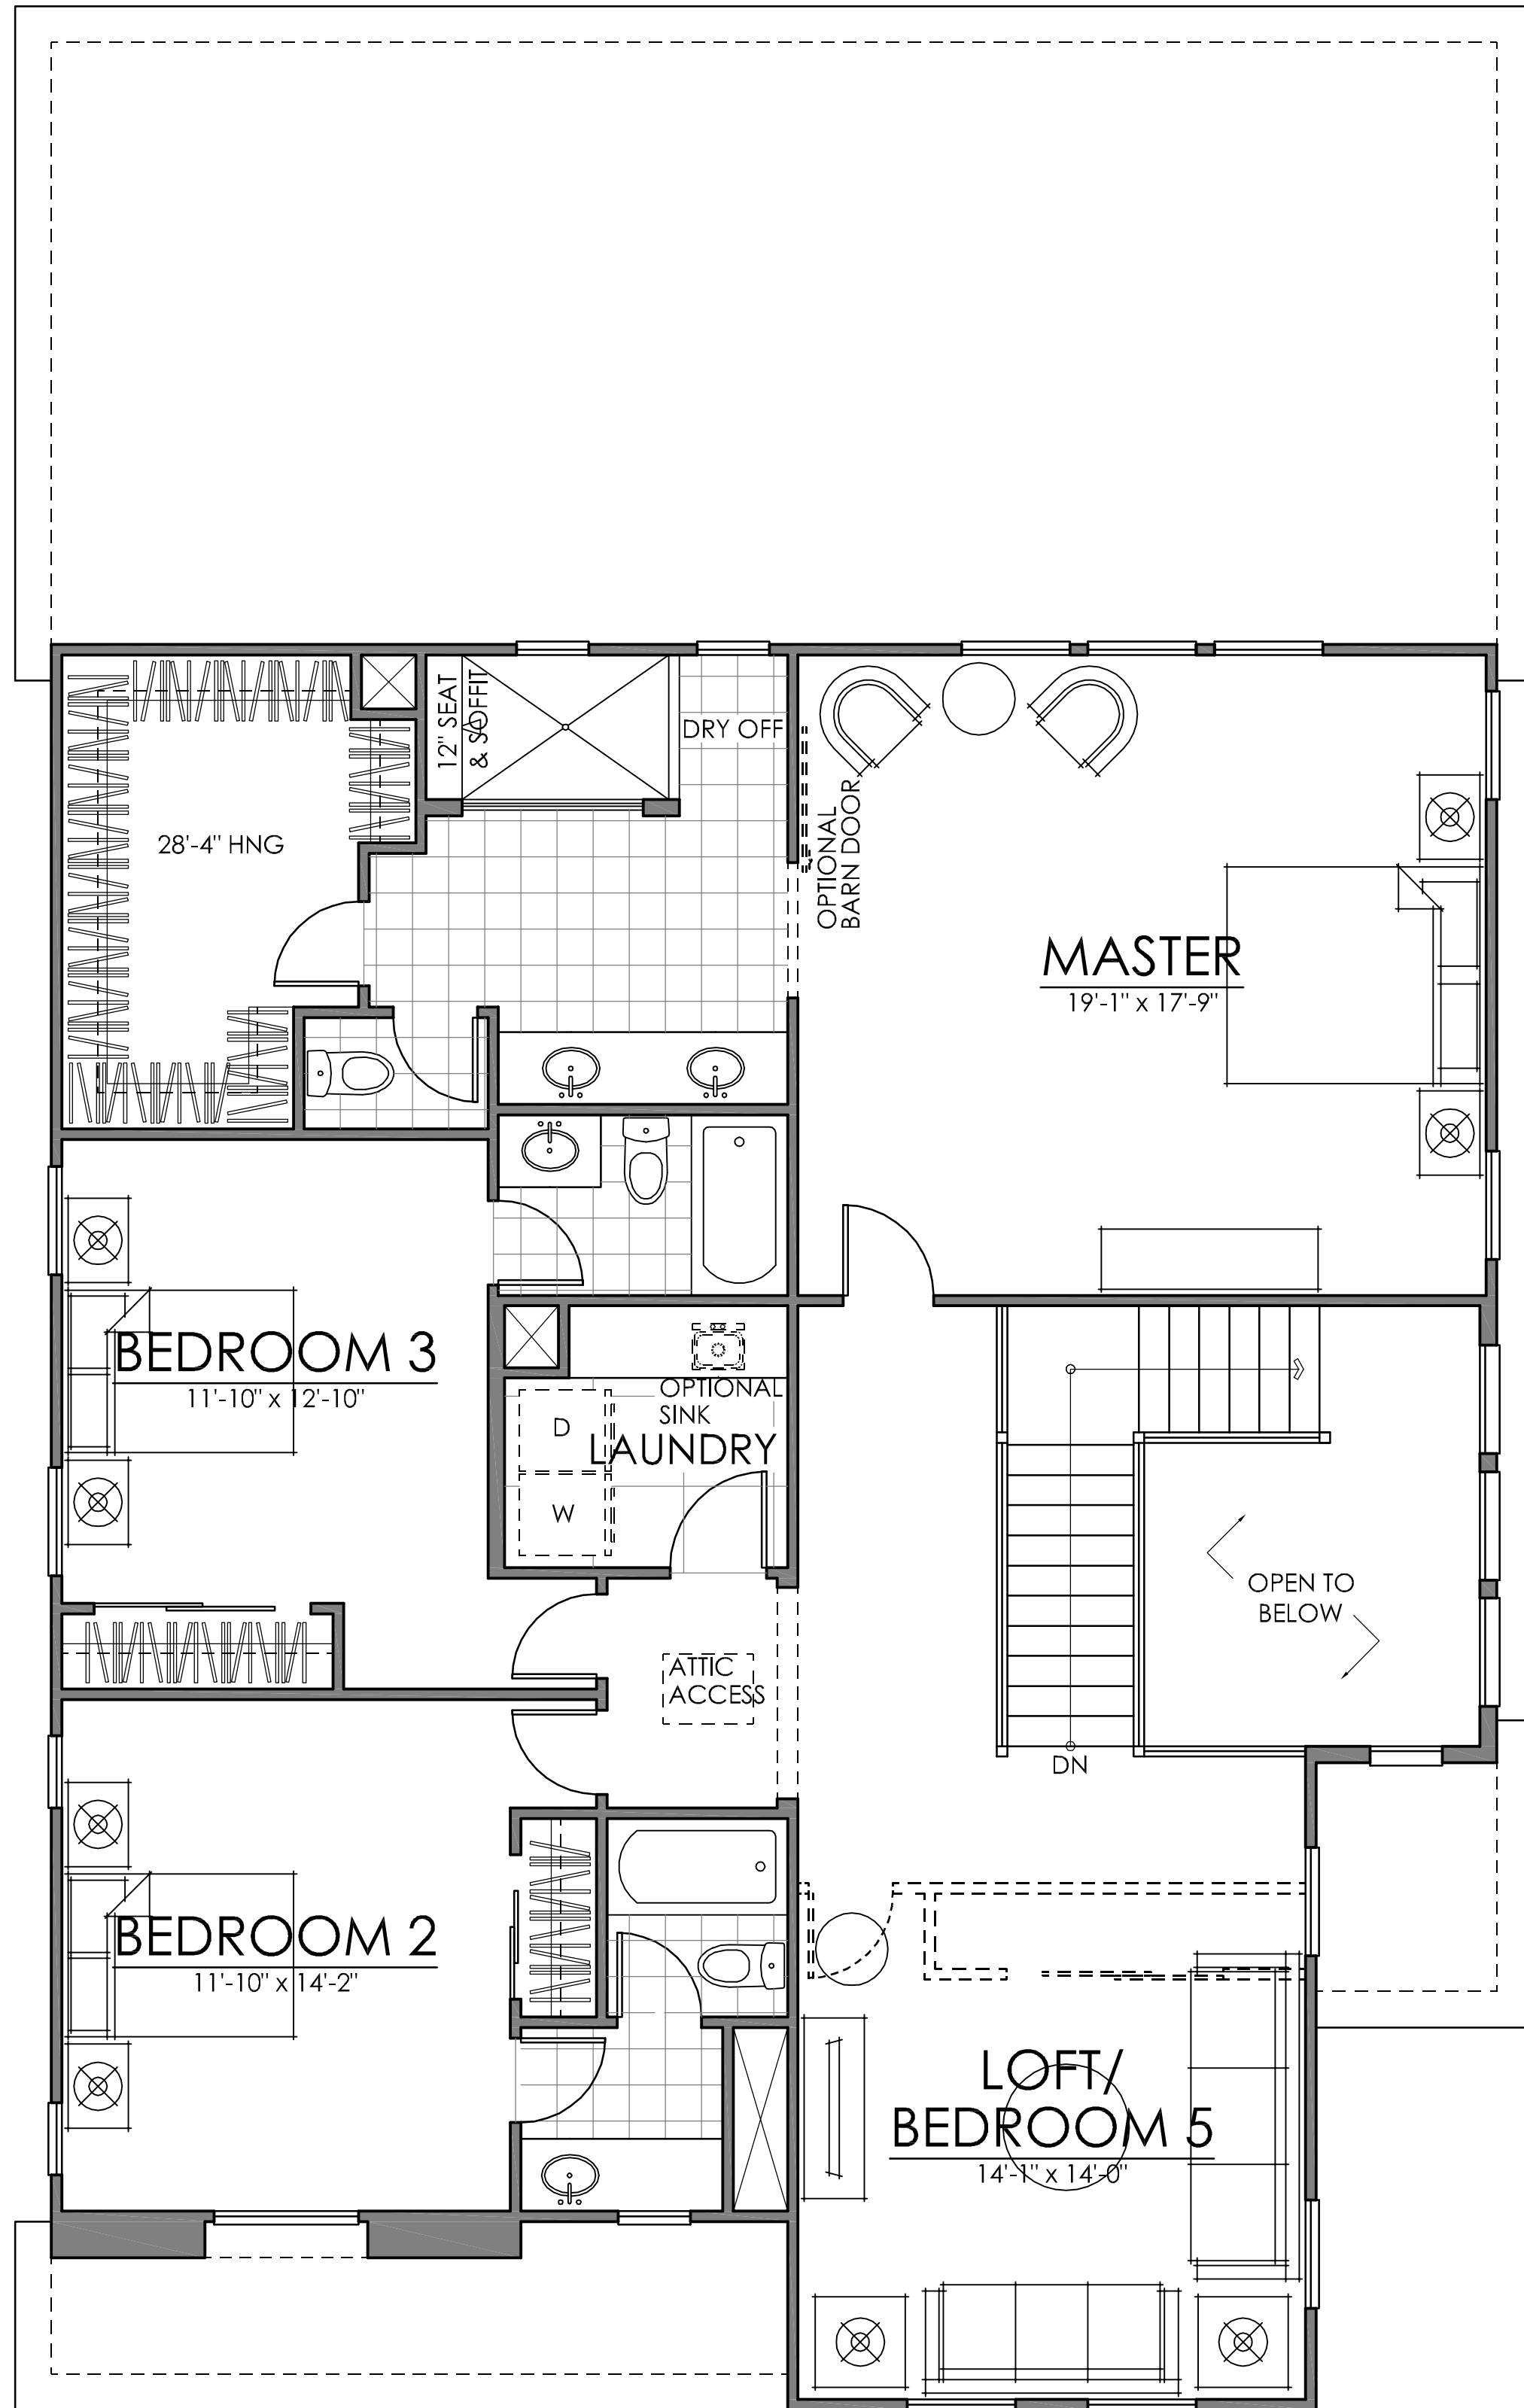 12" SEAT
& SOFFIT
DRY OFF
OPTIONAL
BARN DOOR
28'-4" HNG
MASTER
19'-1" x 17'-9"
BEDROOM 3
11'-10" x 12'-10"
OPTIONAL
SINK
D
LAUNDRY
W
OPEN TO
BELOW
ATTIC
ACCESS
DN
BEDROOM 2
11'-10" x 14'-2"
LOFT/
BEDROOM 5
14'-1" x 14'-0"